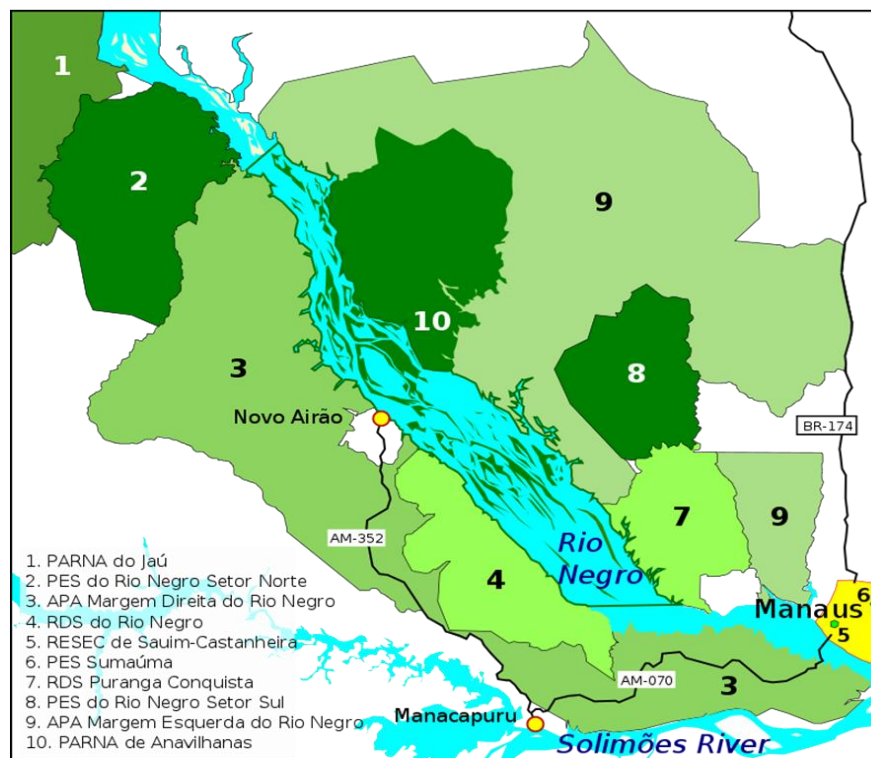 1
2
9
10
3
8
Novo Airão
BR-174
7
9
AM-352
Rio
Negro
4
6
Manaus
5
AM-070
3
Manacapuru
Solimões River
1. PARNA do Jaú
2. PES do Rio Negro Setor Norte
3. APA Margem Direita do Rio Negro
4. RDS do Rio Negro
5. RESEC de Sauim-Castanheira
6. PES Sumaúma
7. RDS Puranga Conquista
8. PES do Rio Negro Setor Sul
9. APA Margem Esquerda do Rio Negro
10. PARNA de Anavilhanas